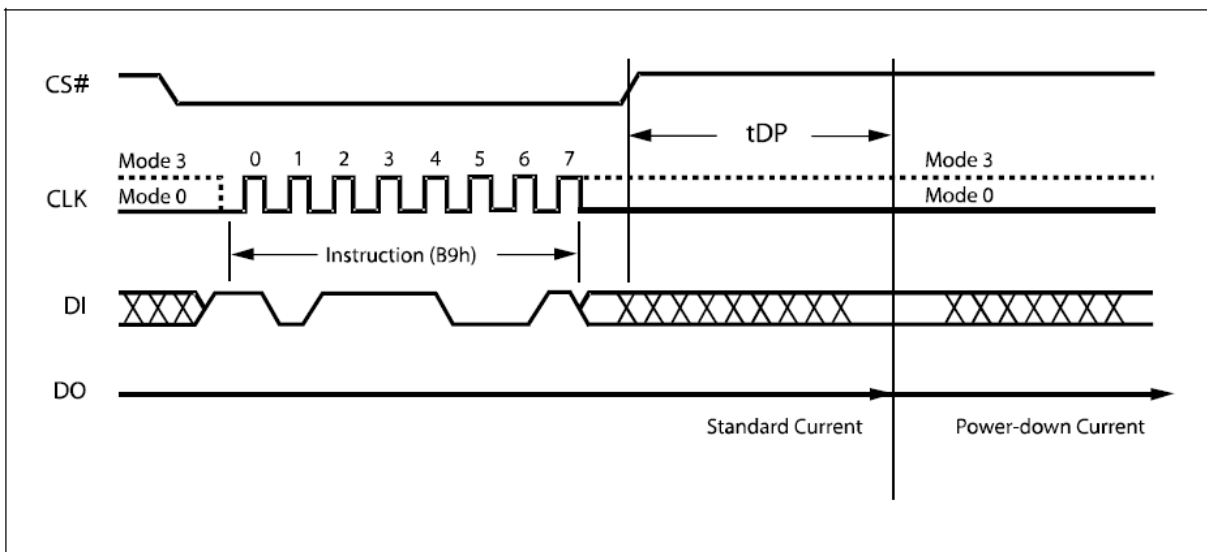 CS#
tDP
Mode 3 0 1 2 3 4 5 6 7 Mode 3
CLK Mode 0 Mode 0
Instruction (B9h)
DI
DO
Standard Current Power-down Current